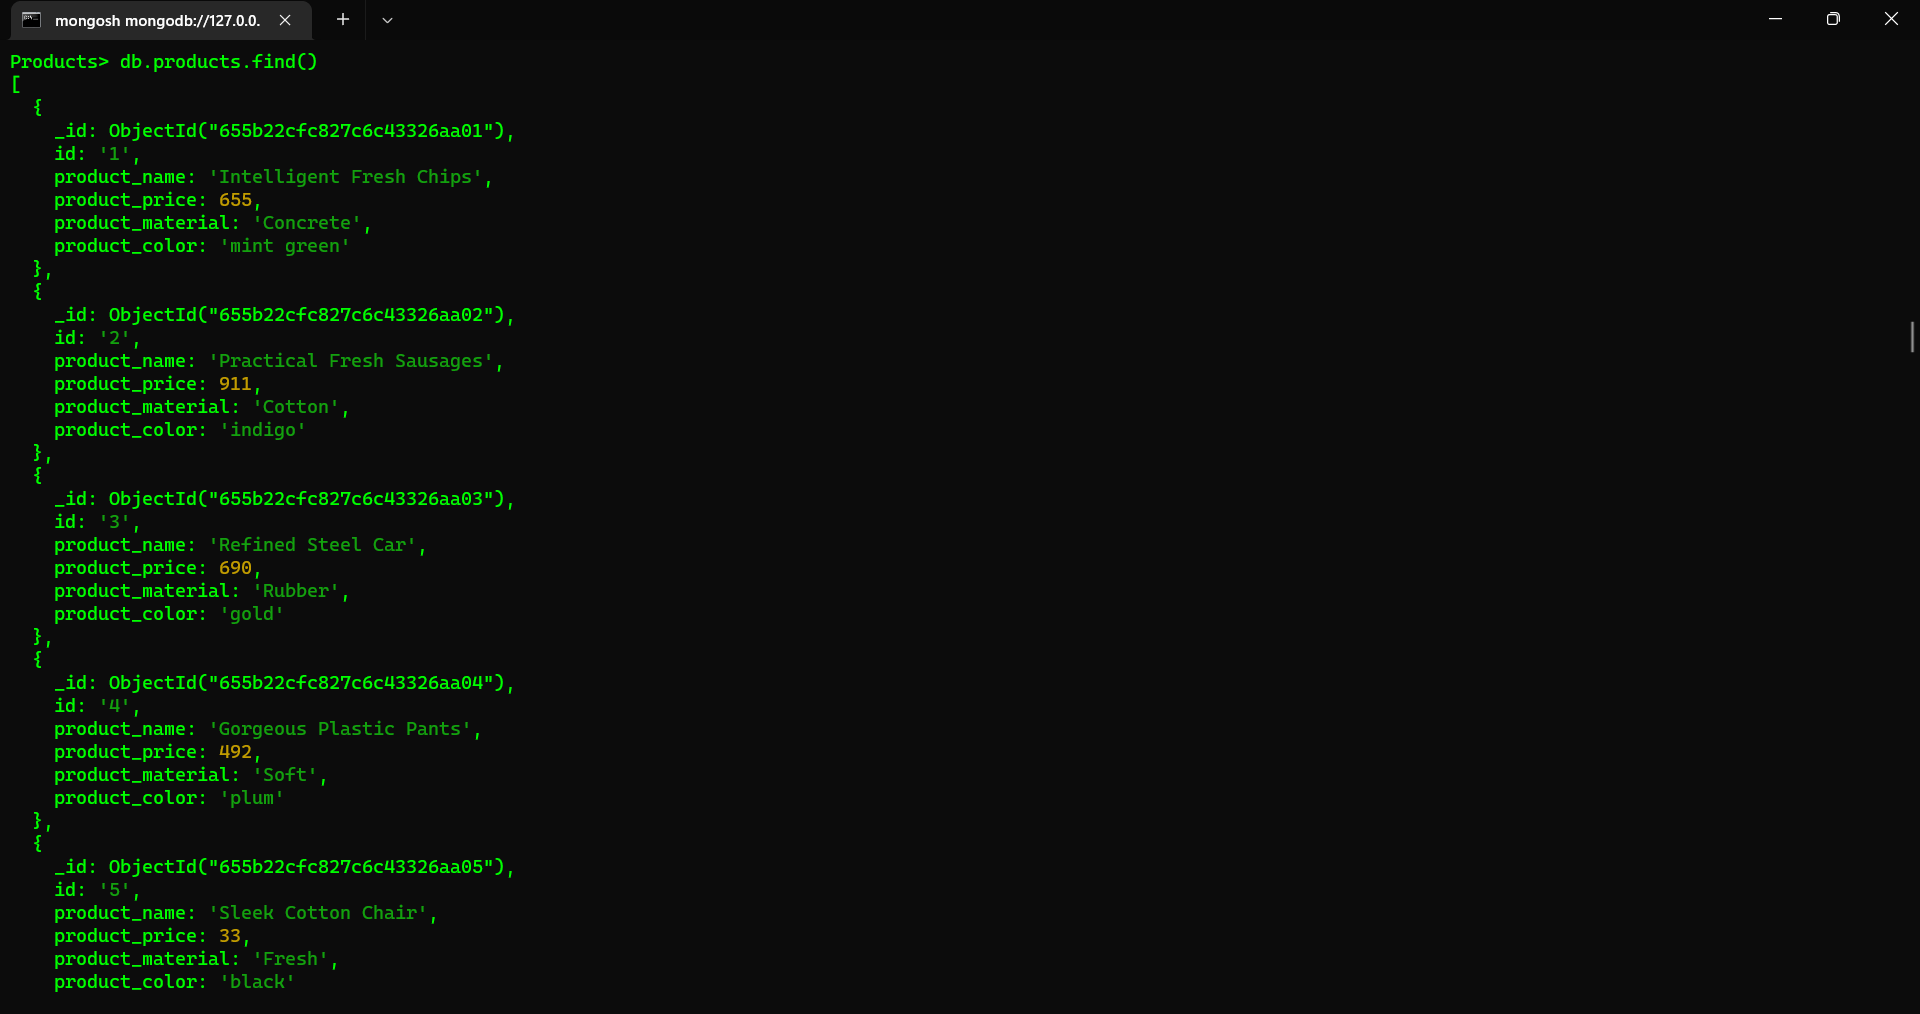 mongosh mongodb://127.0.0.
Products> db.products.find()
[
  {
    _id: ObjectId("655b22cfc827c6c43326aa01"),
    id: '1',
    product_name: 'Intelligent Fresh Chips',
    product_price: 655,
    product_material: 'Concrete',
    product_color: 'mint green'
  },
  {
    _id: ObjectId("655b22cfc827c6c43326aa02"),
    id: '2',
    product_name: 'Practical Fresh Sausages',
    product_price: 911,
    product_material: 'Cotton',
    product_color: 'indigo'
  },
  {
    _id: ObjectId("655b22cfc827c6c43326aa03"),
    id: '3',
    product_name: 'Refined Steel Car',
    product_price: 690,
    product_material: 'Rubber',
    product_color: 'gold'
  },
  {
    _id: ObjectId("655b22cfc827c6c43326aa04"),
    id: '4',
    product_name: 'Gorgeous Plastic Pants',
    product_price: 492,
    product_material: 'Soft',
    product_color: 'plum'
  },
  {
    _id: ObjectId("655b22cfc827c6c43326aa05"),
    id: '5',
    product_name: 'Sleek Cotton Chair',
    product_price: 33,
    product_material: 'Fresh',
    product_color: 'black'